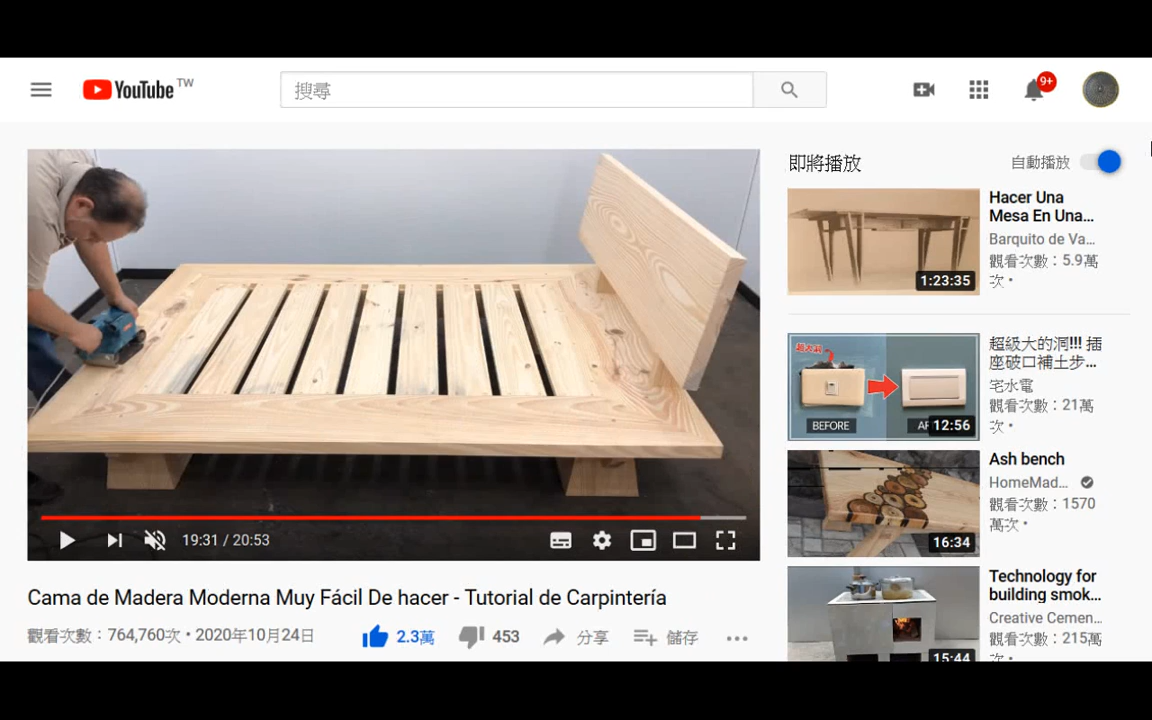 YouTube TW
搜尋
9+
即將播放
自動播放
Hacer Una
Mesa En Una...
Barquito de Va...
觀看次數：5.9萬
次 •
1:23:35
超級大的洞!!! 插
座破口補土步...
宅水電
觀看次數：21萬
次 •
BEFORE
12:56
Ash bench
HomeMad...
觀看次數：1570
萬次 •
16:34
Technology for
building smok...
Creative Cemen...
觀看次數：215萬
次 •
15:44
19:31 / 20:53
Cama de Madera Moderna Muy Fácil De hacer - Tutorial de Carpintería
觀看次數：764,760次 • 2020年10月24日
2.3萬
453
分享
儲存